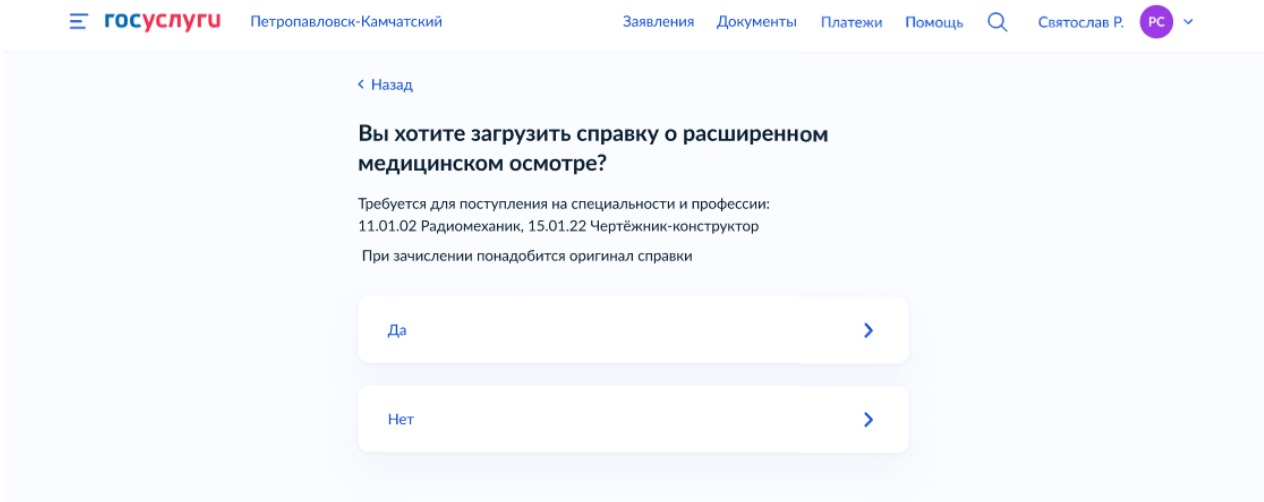 госуслуги Петропавловск-Камчатский Заявления Документы Платежи Помощь Святослав Р. РС
Назад
Вы хотите загрузить справку о расширенном
медицинском осмотре?
Требуется для поступления на специальности и профессии:
11.01.02 Радиомеханик, 15.01.22 Чертёжник-конструктор
При зачислении понадобится оригинал справки
Да
Нет